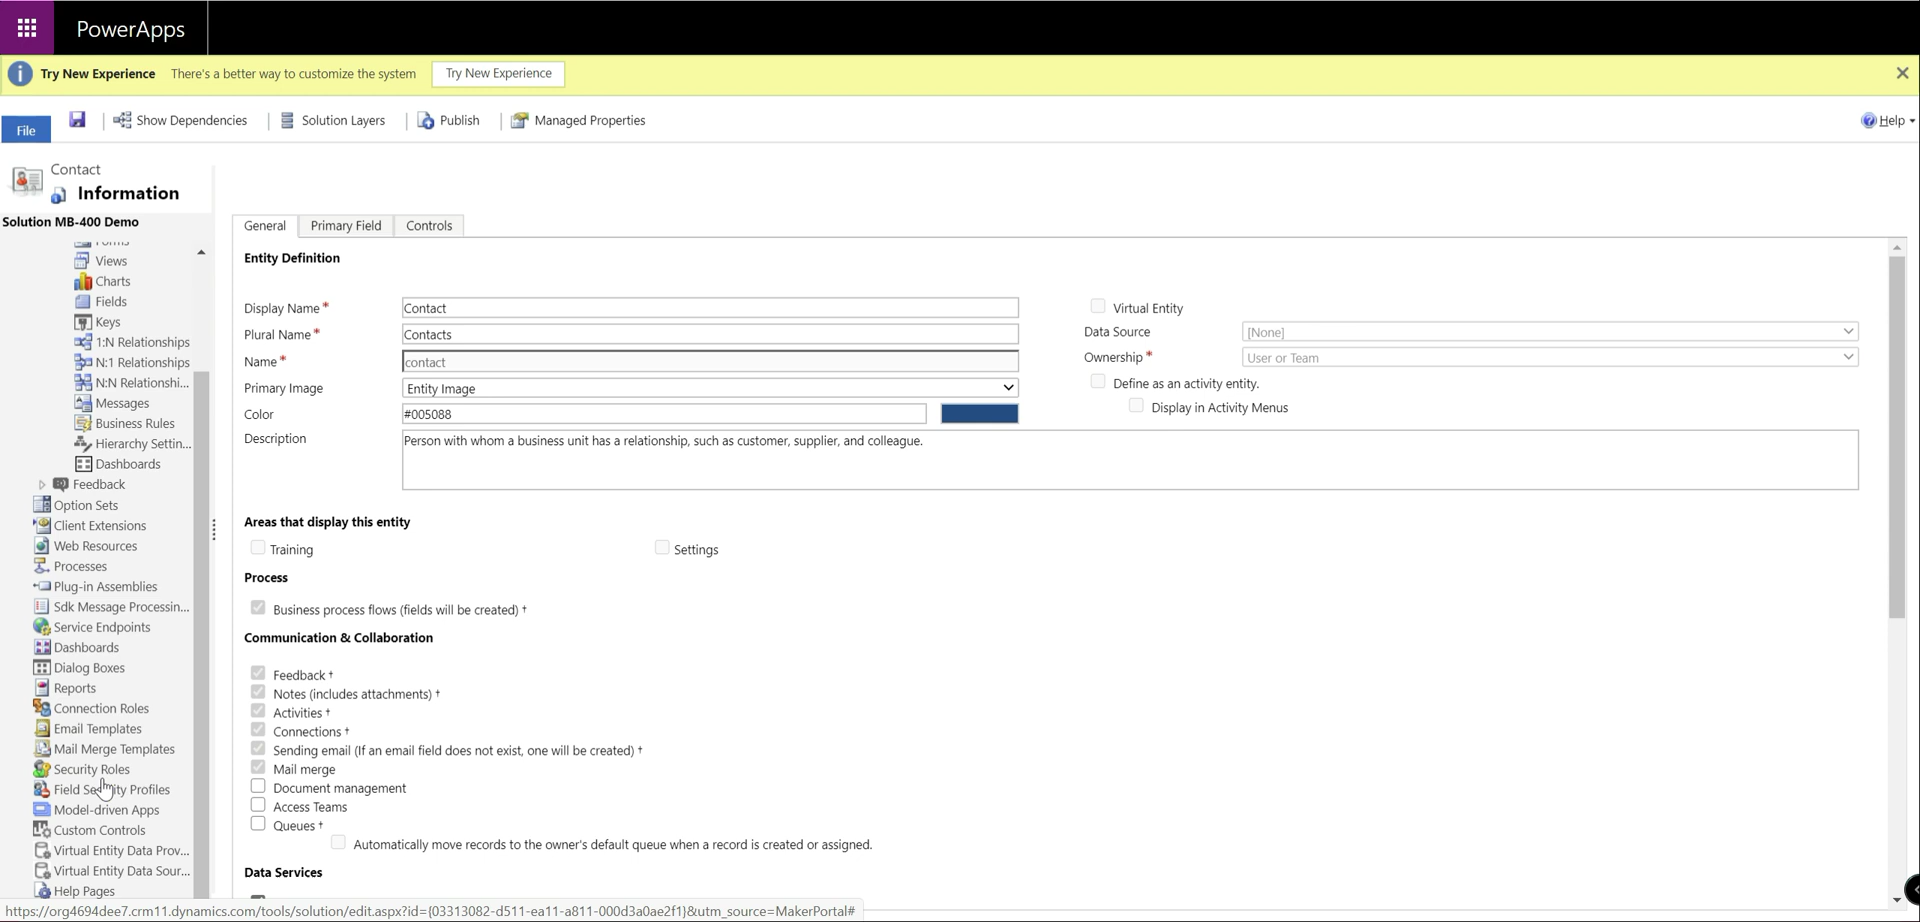 PowerApps
Try New Experience There's a better way to customize the system Try New Experience
File Show Dependencies Solution Layers Publish Managed Properties Help
Contact
Information
Solution MB-400 Demo
Forms
Views
Charts
Fields
Keys
1:N Relationships
N:1 Relationships
N:N Relationshi...
Messages
Business Rules
Hierarchy Settin...
Dashboards
Feedback
Option Sets
Client Extensions
Web Resources
Processes
Plug-in Assemblies
Sdk Message Processin...
Service Endpoints
Dashboards
Dialog Boxes
Reports
Connection Roles
Email Templates
Mail Merge Templates
Security Roles
Field Security Profiles
Model-driven Apps
Custom Controls
Virtual Entity Data Prov...
Virtual Entity Data Sour...
Help Pages
General Primary Field Controls
Entity Definition
Display Name* Contact
Plural Name* Contacts
Name* contact
Primary Image Entity Image
Color #005088
Description Person with whom a business unit has a relationship, such as customer, supplier, and colleague.
Virtual Entity
Data Source [None]
Ownership* User or Team
Define as an activity entity.
Display in Activity Menus
Areas that display this entity
Training Settings
Process
Business process flows (fields will be created) †
Communication & Collaboration
Feedback †
Notes (includes attachments) †
Activities †
Connections †
Sending email (If an email field does not exist, one will be created) †
Mail merge
Document management
Access Teams
Queues †
Automatically move records to the owner's default queue when a record is created or assigned.
Data Services
https://org4694dee7.crm11.dynamics.com/tools/solution/edit.aspx?id={03313082-d511-ea11-a811-000d3a0ae2f1}&utm_source=MakerPortal#